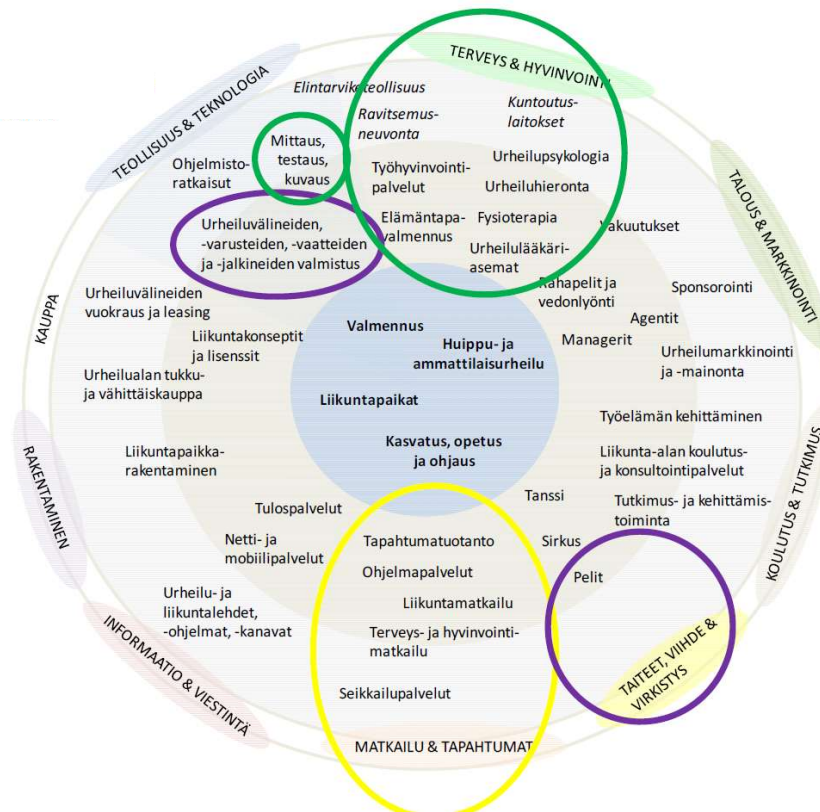 TEOLLISUUS & TEKNOLOGIA
TERVEYS & HYVINVOINTI
TALOUS & MARKKINOINTI
KOULUTUS & TUTKIMUS
TAITEET, VIIHDE &
VIRKISTYS
MATKAILU & TAPAHTUMAT
INFORMAATIO & VIESTINTÄ
RAKENTAMINEN
KAUPPA
Elintarviketeollisuus
Ravitsemus-
neuvonta
Kuntoutus-
laitokset
Mittaus,
testaus,
kuvaus
Ohjelmisto-
ratkaisut
Työhyvinvointi-
palvelut
Urheilupsykologia
Urheiluhieronta
Elämäntapa-
valmennus
Fysioterapia
Urheilulääkäri-
asemat
Vakuutukset
Urheiluvälineiden,
-varusteiden, -vaatteiden
ja -jalkineiden valmistus
Urheiluvälineiden
vuokraus ja leasing
Liikuntakonseptit
ja lisenssit
Urheilualan tukku-
ja vähittäiskauppa
Rahapelit ja
vedonlyönti
Sponsorointi
Agentit
Managerit
Urheilumarkkinointi
ja -mainonta
Valmennus
Huippu- ja
ammattilaisurheilu
Liikuntapaikat
Kasvatus, opetus
ja ohjaus
Työelämän kehittäminen
Liikunta-alan koulutus-
ja konsultointipalvelut
Tutkimus- ja kehittämis-
toiminta
Liikuntapaikka-
rakentaminen
Tulospalvelut
Netti- ja
mobiilipalvelut
Urheilu- ja
liikuntalehdet,
-ohjelmat, -kanavat
Tanssi
Sirkus
Pelit
Tapahtumatuotanto
Ohjelmapalvelut
Liikuntamatkailu
Terveys- ja hyvinvointi-
matkailu
Seikkailupalvelut